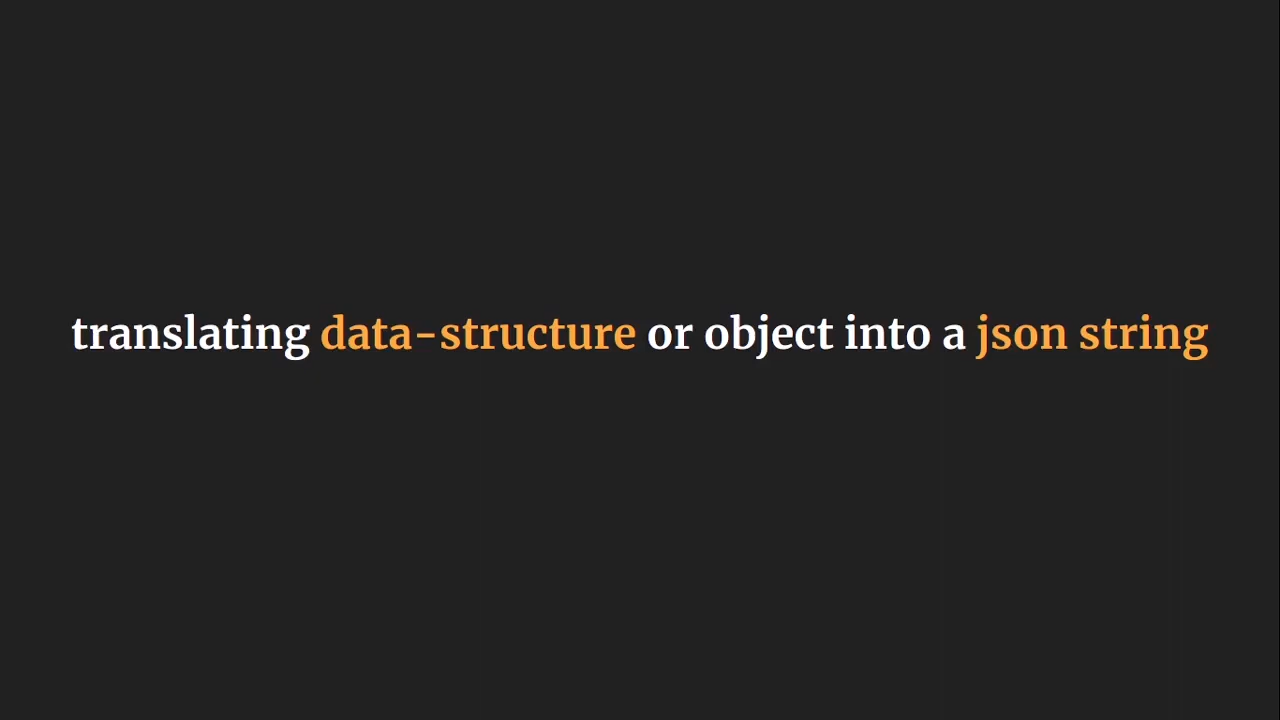 translating data-structure or object into a json string